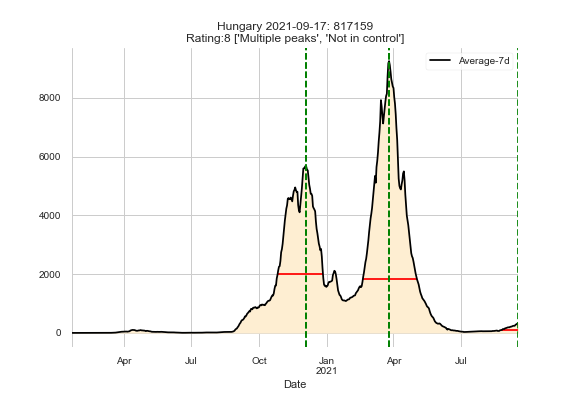 Hungary 2021-09-17: 817159
Rating:8 ['Multiple peaks', 'Not in control']
Average-7d
8000
6000
4000
2000
0
Apr
Jul
Oct
Jan
2021
Apr
Jul
Date